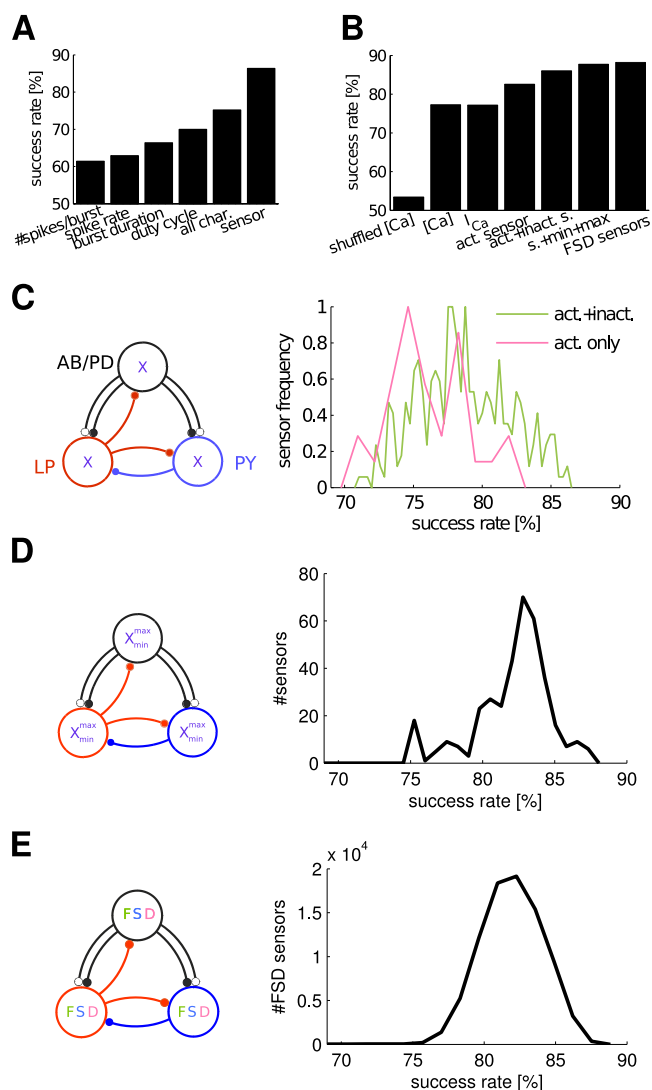 A
success rate [%]
90
80
70
60
50
#spikes/burst
spike rate
burst duration
duty cycle
all char.
sensor
B
success rate [%]
90
80
70
60
50
shuffled [Ca]
[Ca]
I_Ca
act. sensor
act.+inact. s.
s.+min+max
FSD sensors
C
AB/PD
X
LP
X
X
PY
sensor frequency
1
0.8
0.6
0.4
0.2
0
act.+inact.
act. only
70 75 80 85 90
success rate [%]
D
X max min
X max min
X max min
#sensors
80
60
40
20
0
70 75 80 85 90
success rate [%]
E
FSD
FSD
FSD
x 10^4
#FSD sensors
2
1.5
1
0.5
0
70 75 80 85 90
success rate [%]